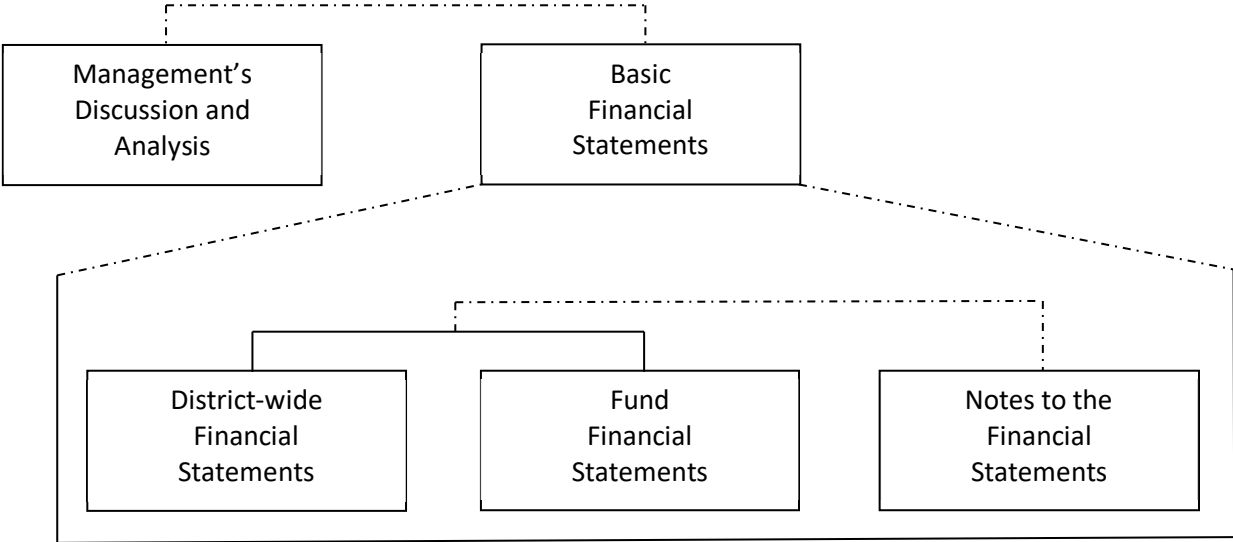 Management’s
Discussion and
Analysis
Basic
Financial
Statements
District-wide
Financial
Statements
Fund
Financial
Statements
Notes to the
Financial
Statements